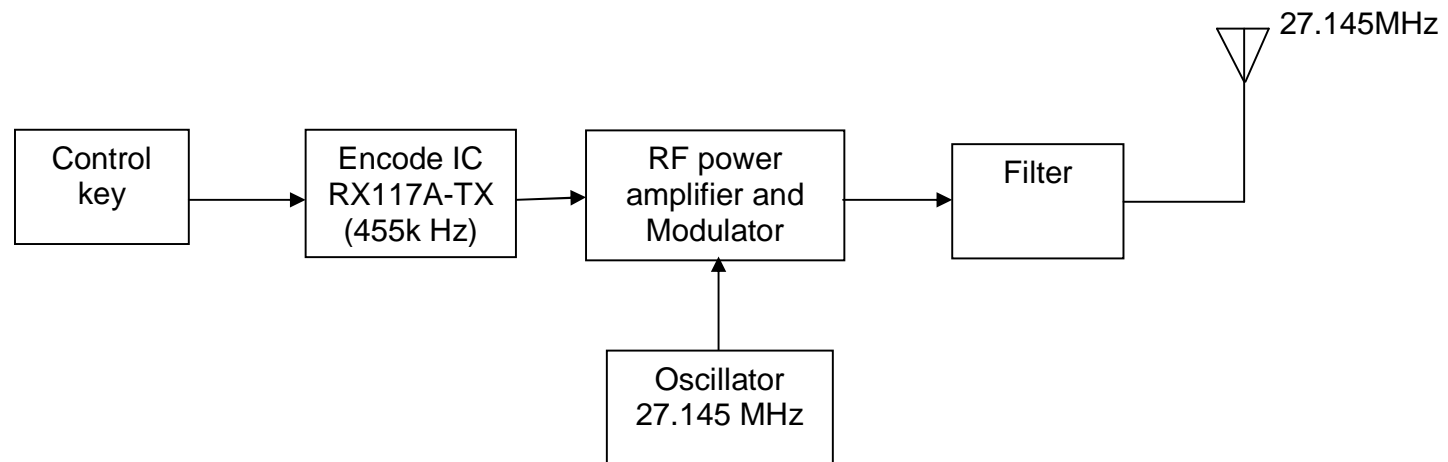 27.145MHz
Control
key
Encode IC
RX117A-TX
(455k Hz)
RF power
amplifier and
Modulator
Filter
Oscillator
27.145 MHz